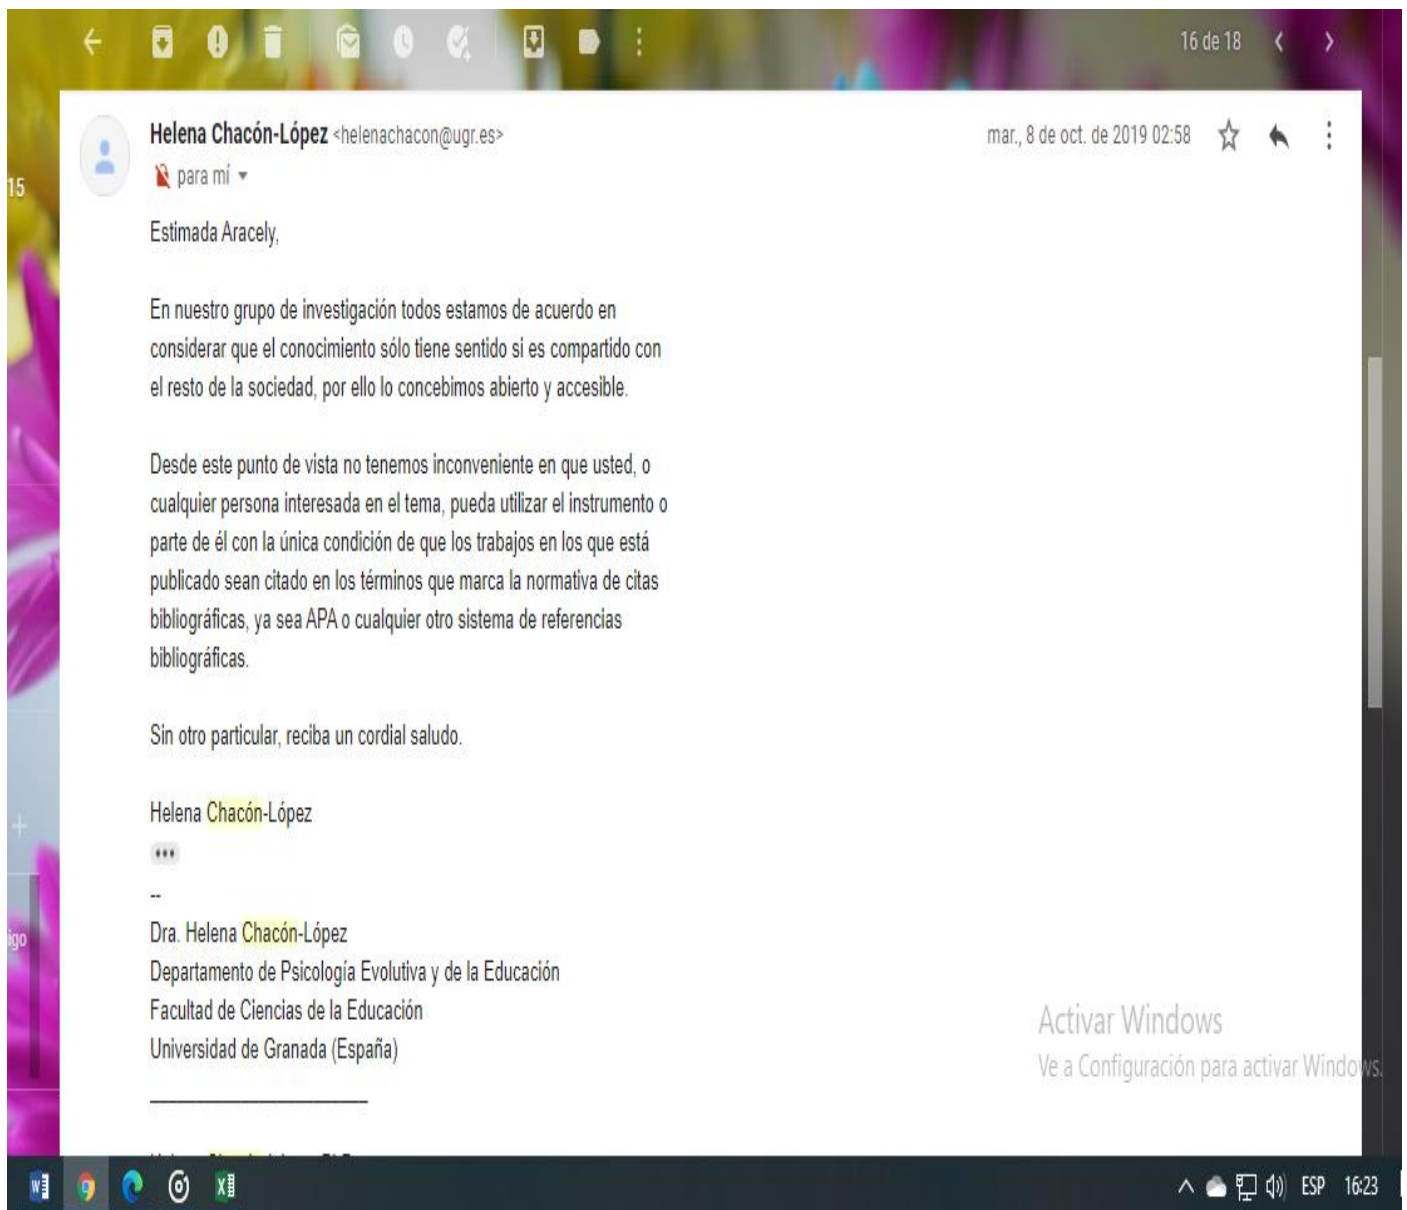 16 de 18
Helena Chacón-López <helenachacon@ugr.es>
mar., 8 de oct. de 2019 02:58
para mí
15
Estimada Aracely,
En nuestro grupo de investigación todos estamos de acuerdo en
considerar que el conocimiento sólo tiene sentido si es compartido con
el resto de la sociedad, por ello lo concebimos abierto y accesible.
Desde este punto de vista no tenemos inconveniente en que usted, o
cualquier persona interesada en el tema, pueda utilizar el instrumento o
parte de él con la única condición de que los trabajos en los que está
publicado sean citado en los términos que marca la normativa de citas
bibliográficas, ya sea APA o cualquier otro sistema de referencias
bibliográficas.
Sin otro particular, reciba un cordial saludo.
Helena Chacón-López
--
Dra. Helena Chacón-López
igo
Departamento de Psicología Evolutiva y de la Educación
Facultad de Ciencias de la Educación
Universidad de Granada (España)
Activar Windows
Ve a Configuración para activar Windows.
ESP 16:23